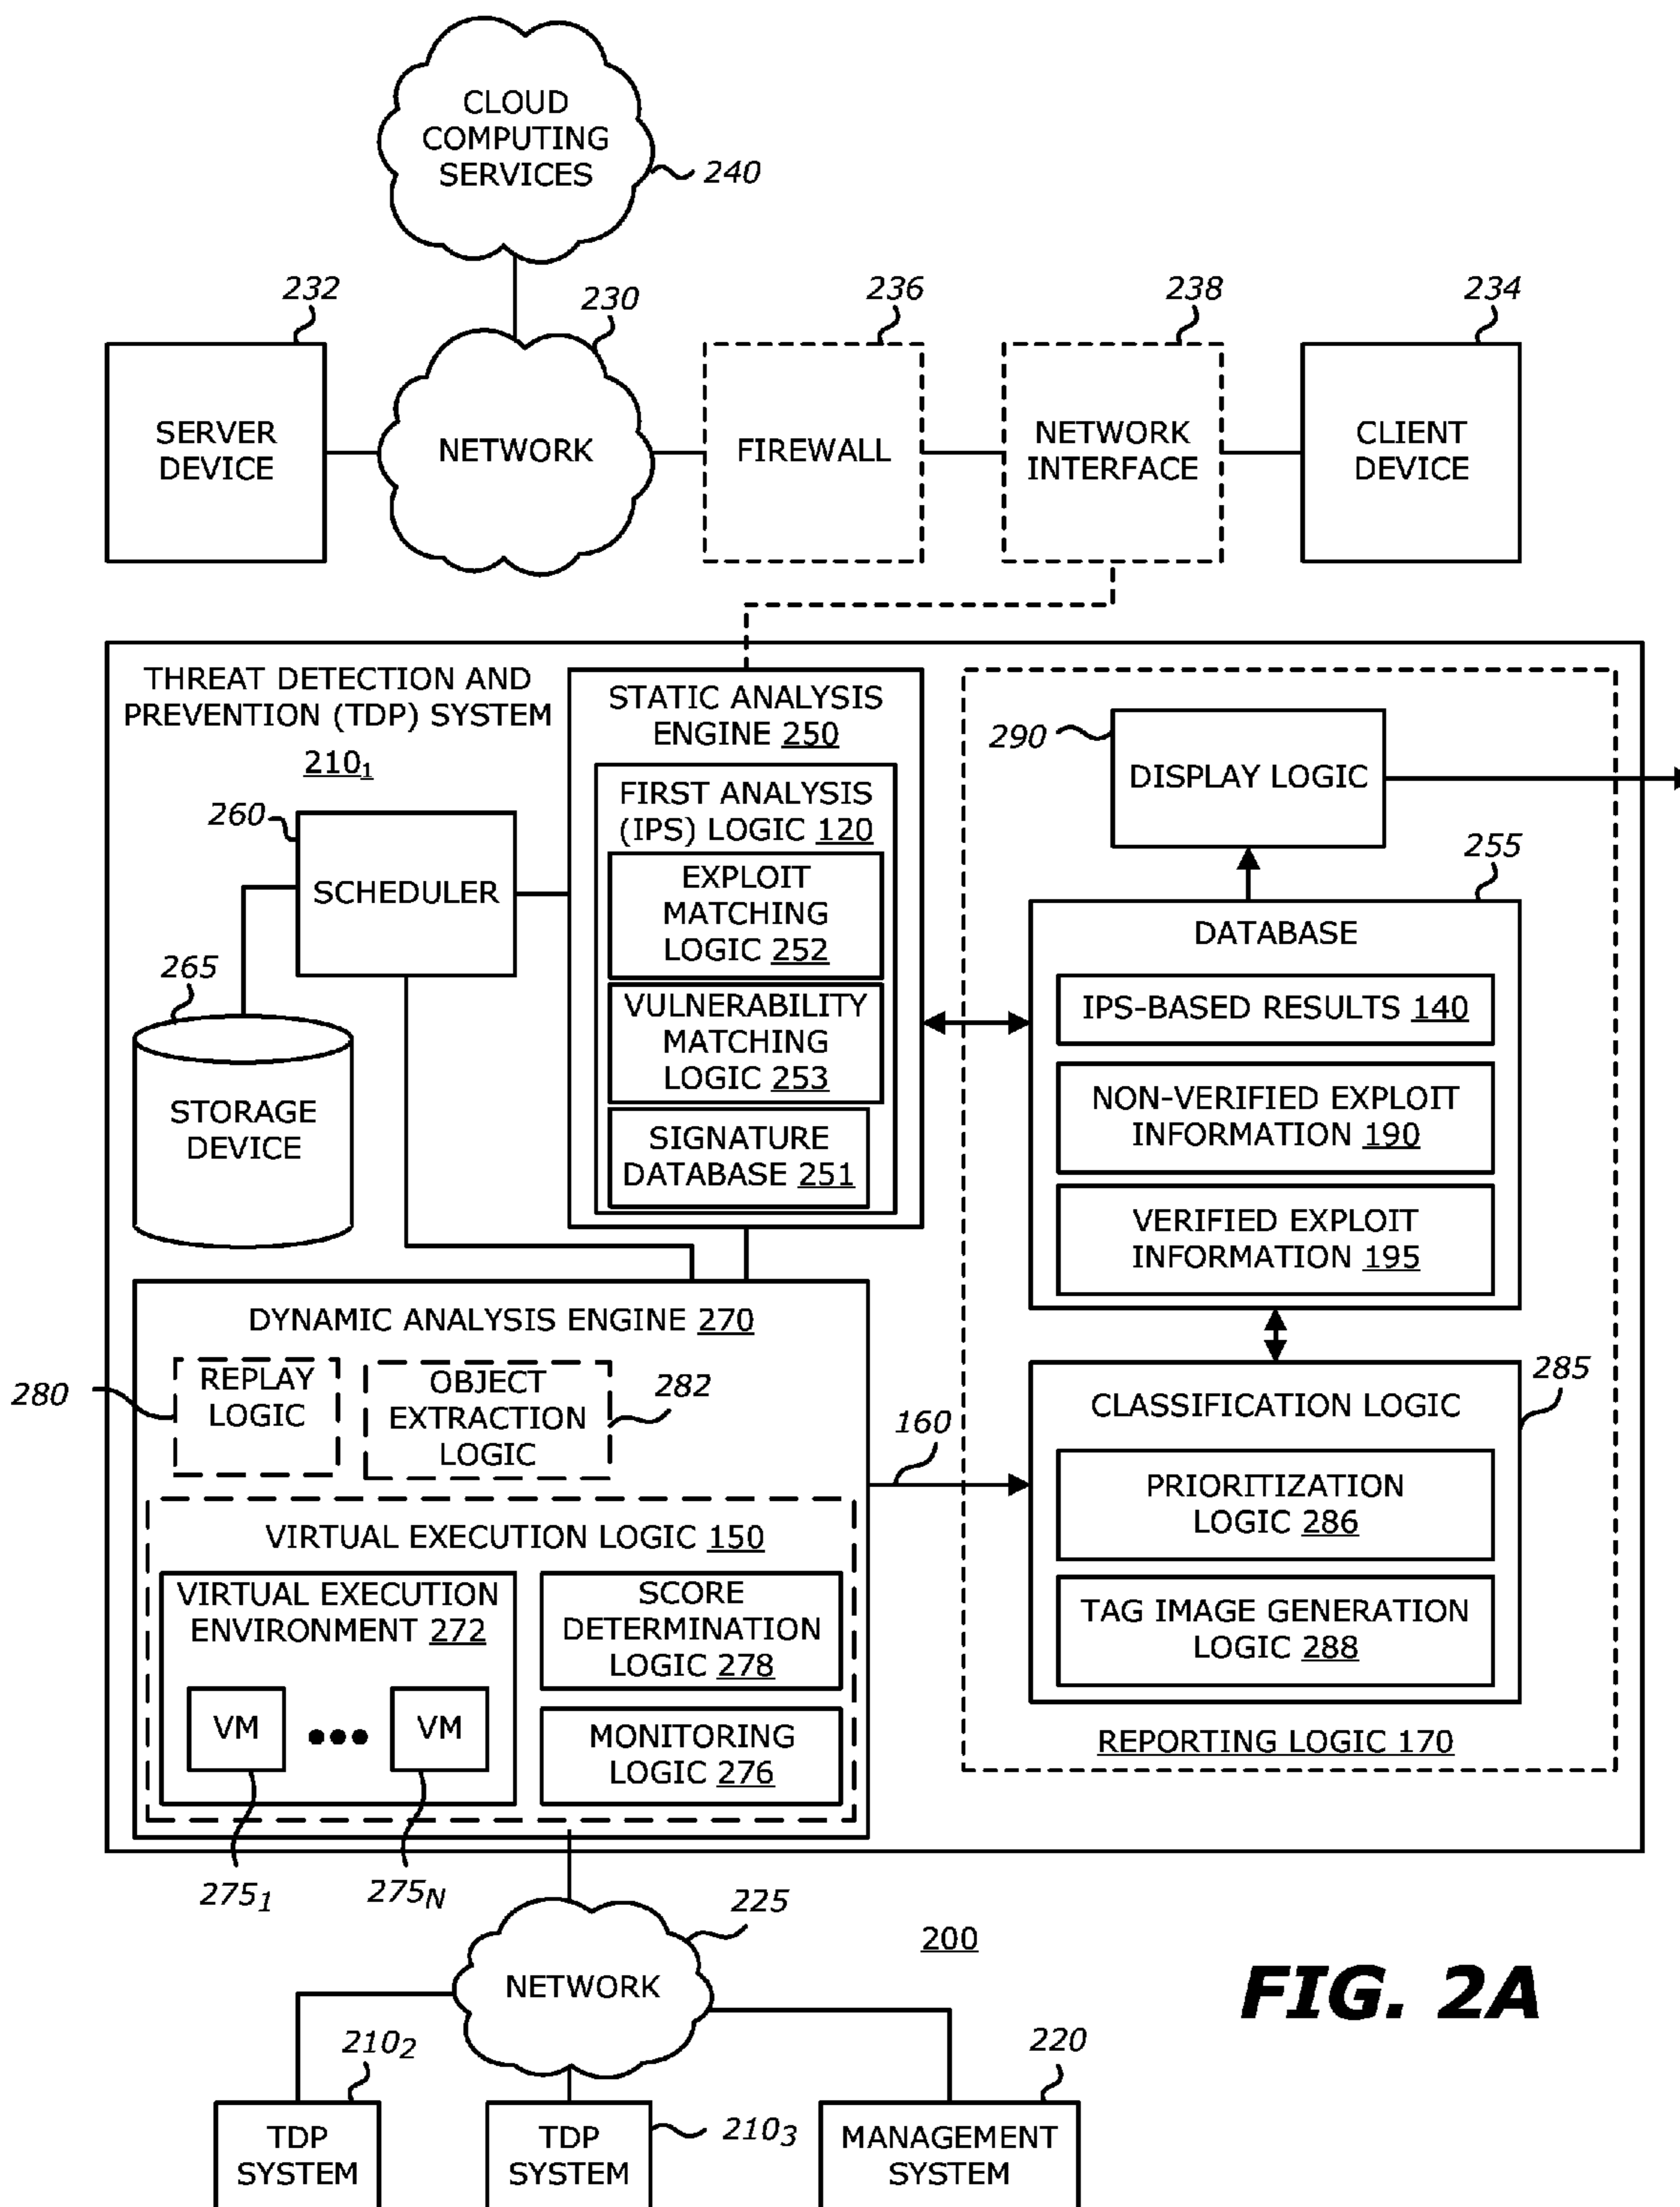 CLOUD
COMPUTING
SERVICES
240
232
230
236
238
234
SERVER
DEVICE
NETWORK
FIREWALL
NETWORK
INTERFACE
CLIENT
DEVICE
THREAT DETECTION AND
PREVENTION (TDP) SYSTEM
210₁
STATIC ANALYSIS
ENGINE 250
FIRST ANALYSIS
(IPS) LOGIC 120
EXPLOIT
MATCHING
LOGIC 252
VULNERABILITY
MATCHING
LOGIC 253
SIGNATURE
DATABASE 251
260
SCHEDULER
265
STORAGE
DEVICE
290
DISPLAY LOGIC
255
DATABASE
IPS-BASED RESULTS 140
NON-VERIFIED EXPLOIT
INFORMATION 190
VERIFIED EXPLOIT
INFORMATION 195
DYNAMIC ANALYSIS ENGINE 270
280
REPLAY
LOGIC
OBJECT
EXTRACTION
LOGIC
282
160
285
CLASSIFICATION LOGIC
PRIORITIZATION
LOGIC 286
TAG IMAGE GENERATION
LOGIC 288
REPORTING LOGIC 170
VIRTUAL EXECUTION LOGIC 150
VIRTUAL EXECUTION
ENVIRONMENT 272
VM
VM
SCORE
DETERMINATION
LOGIC 278
MONITORING
LOGIC 276
275₁
275N
225
NETWORK
200
FIG. 2A
210₂
210₃
220
TDP
SYSTEM
TDP
SYSTEM
MANAGEMENT
SYSTEM